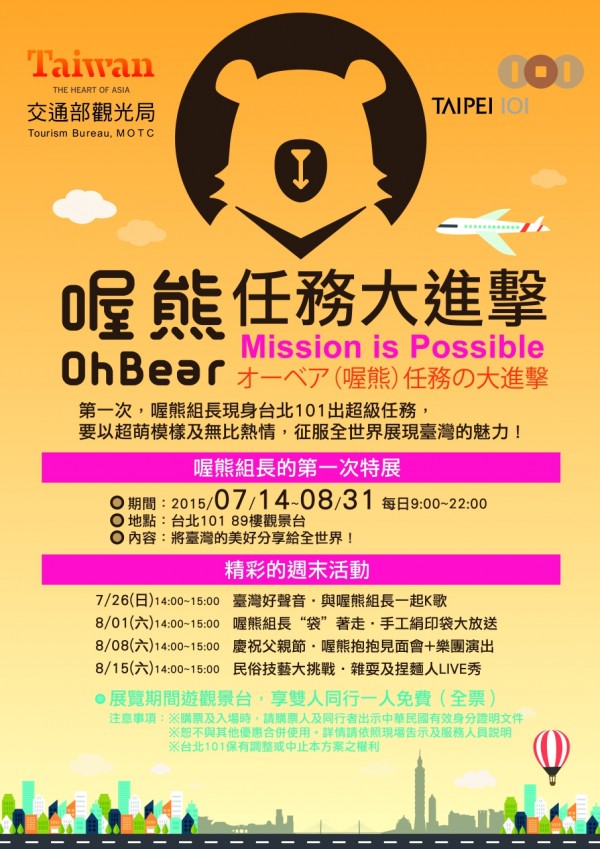 Taiwan
THE HEART OF ASIA
交通部觀光局
Tourism Bureau, M O T C
TAIPEI 101
喔熊 任務大進擊
OhBear
Mission is Possible
オーベア（喔熊）任務の大進擊
第一次，喔熊組長現身台北101出超級任務，
要以超萌模樣及無比熱情，征服全世界展現臺灣的魅力！
喔熊組長的第一次特展
期間：2015/07/14~08/31 每日9:00~22:00
地點：台北101 89樓觀景台
內容：將臺灣的美好分享給全世界！
精彩的週末活動
7/26(日)14:00~15:00 臺灣好聲音．與喔熊組長一起K歌
8/01(六)14:00~15:00 喔熊組長“袋”著走．手工絹印袋大放送
8/08(六)14:00~15:00 慶祝父親節．喔熊抱抱見面會+樂團演出
8/15(六)14:00~15:00 民俗技藝大挑戰．雜耍及捏麵人LIVE秀
展覽期間遊觀景台，享雙人同行一人免費（全票）
注意事項：※購票及入場時，請購票人及同行者出示中華民國有效身分證明文件
※恕不與其他優惠合併使用。詳情請依照現場告示及服務人員說明
※台北101保有調整或中止本方案之權利